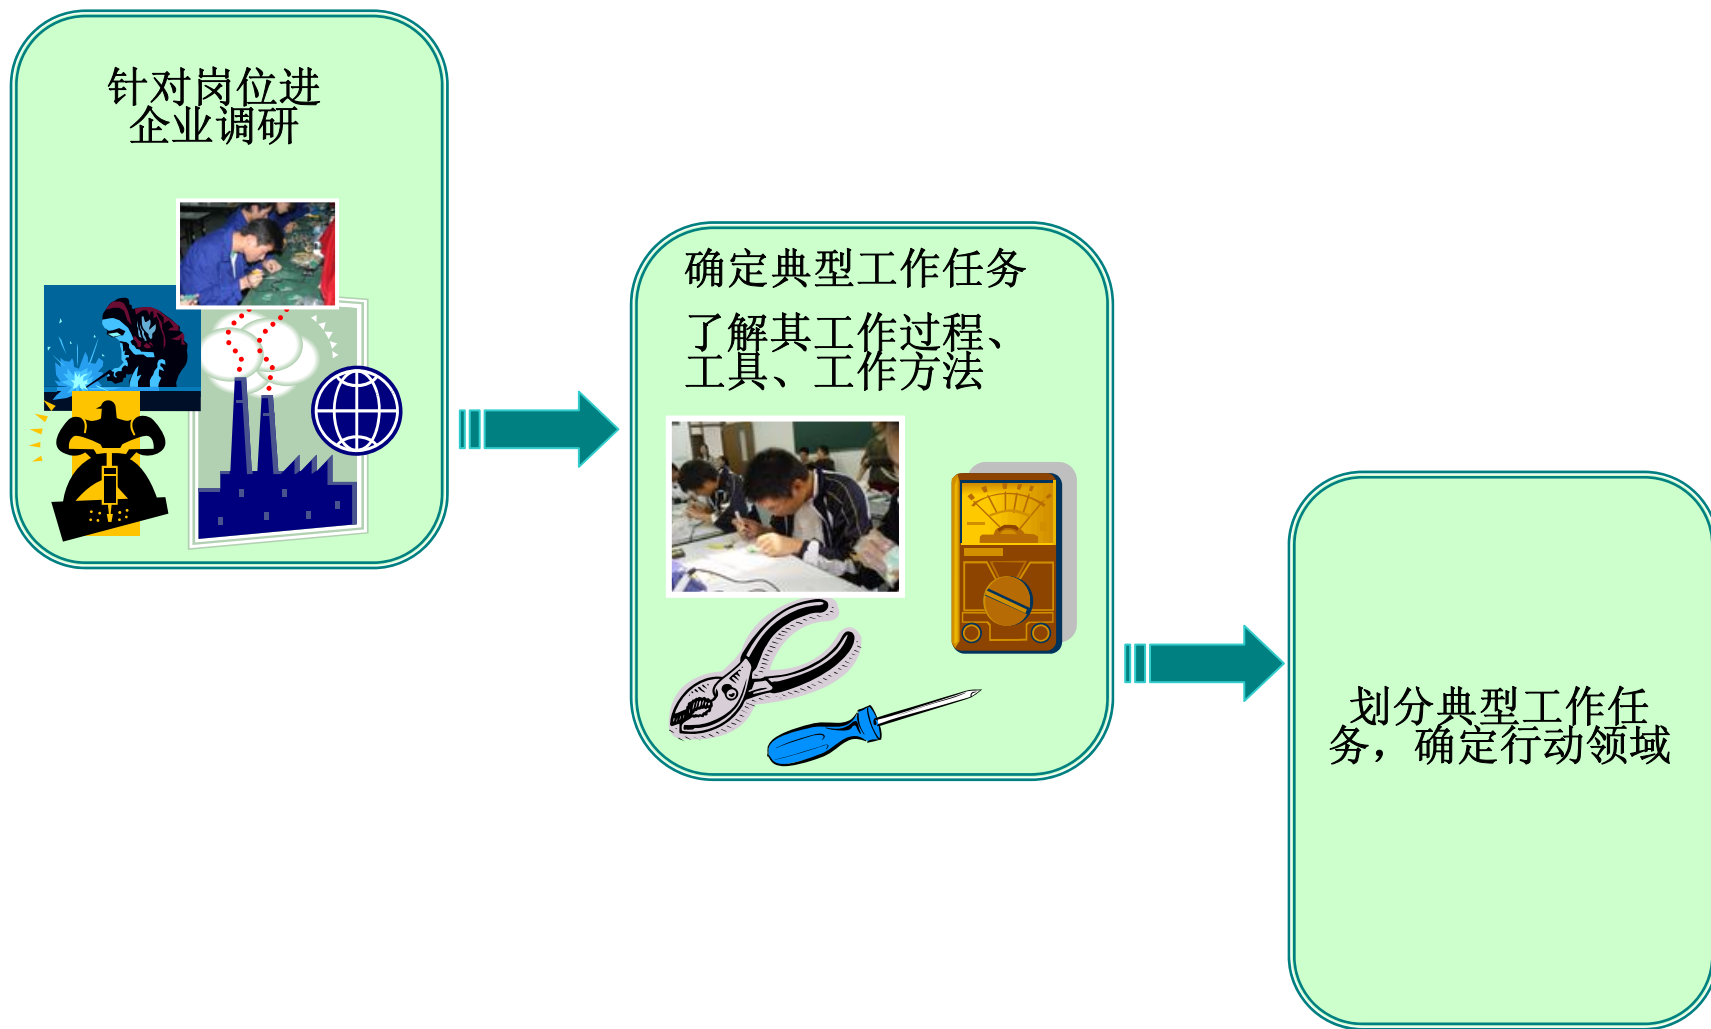 针对岗位进
企业调研
确定典型工作任务
了解其工作过程、
工具、工作方法
划分典型工作任
务，确定行动领域